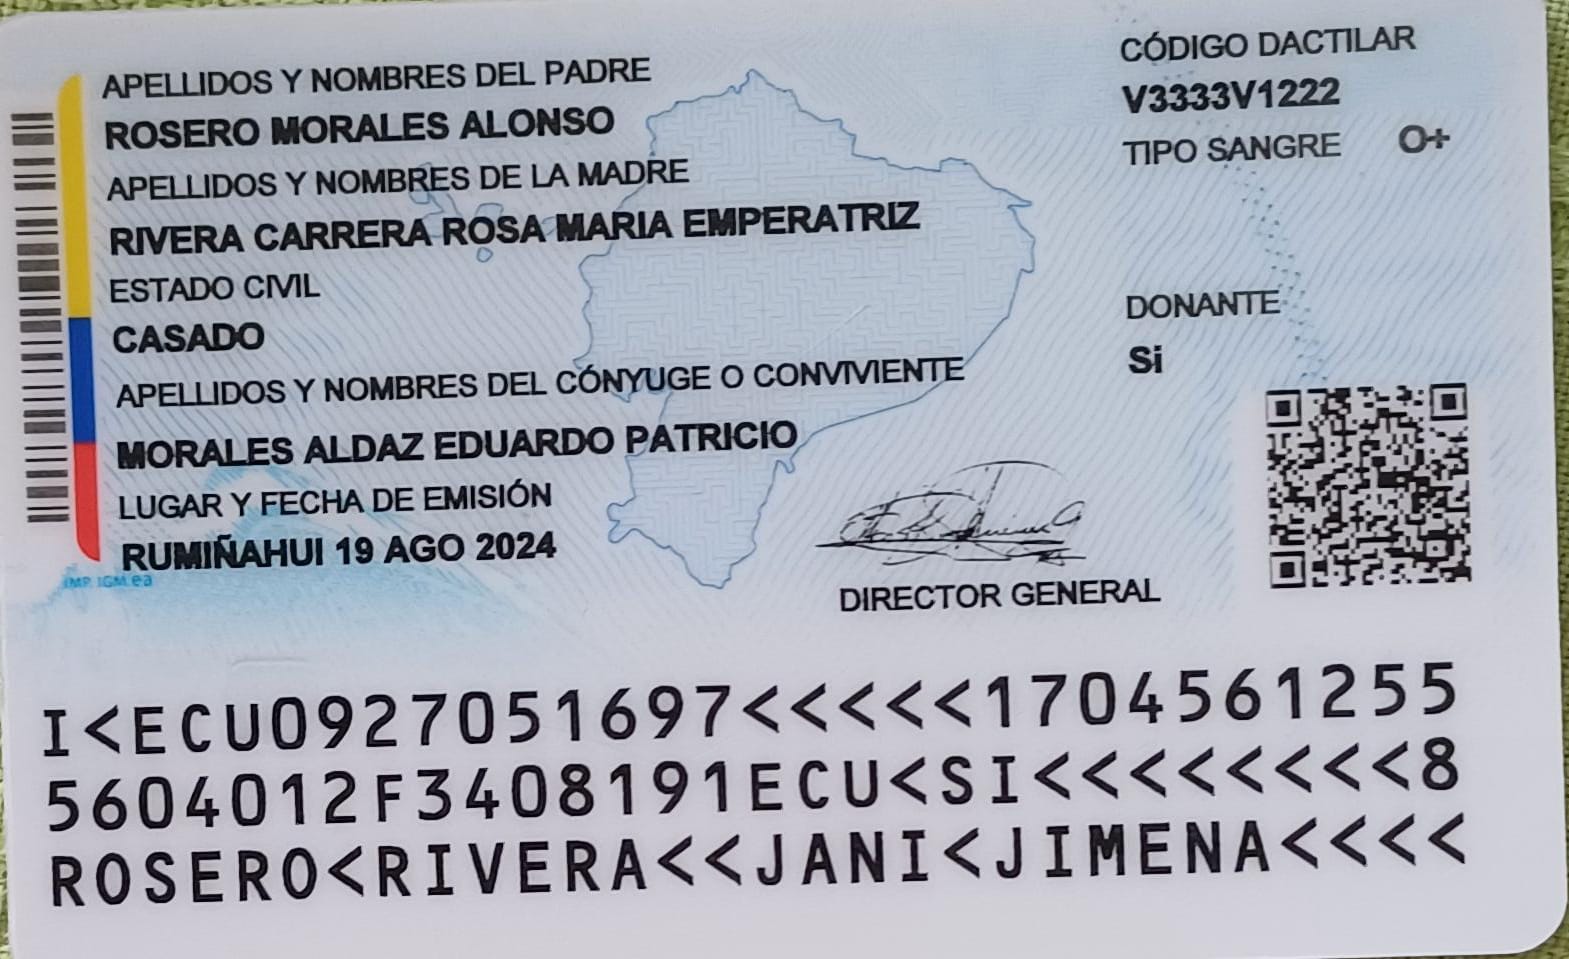 APELLIDOS Y NOMBRES DEL PADRE
ROSERO MORALES ALONSO
APELLIDOS Y NOMBRES DE LA MADRE
RIVERA CARRERA ROSA MARIA EMPERATRIZ
ESTADO CIVIL
CASADO
APELLIDOS Y NOMBRES DEL CÓNYUGE O CONVIVIENTE
MORALES ALDAZ EDUARDO PATRICIO
LUGAR Y FECHA DE EMISIÓN
RUMIÑAHUI 19 AGO 2024
IMP. IGM.ea
CÓDIGO DACTILAR
V3333V1222
TIPO SANGRE O+
DONANTE
Si
DIRECTOR GENERAL
I<ECU0927051697<<<<<1704561255
5604012F3408191ECU<SI<<<<<<<<8
ROSERO<RIVERA<<JANI<JIMENA<<<<